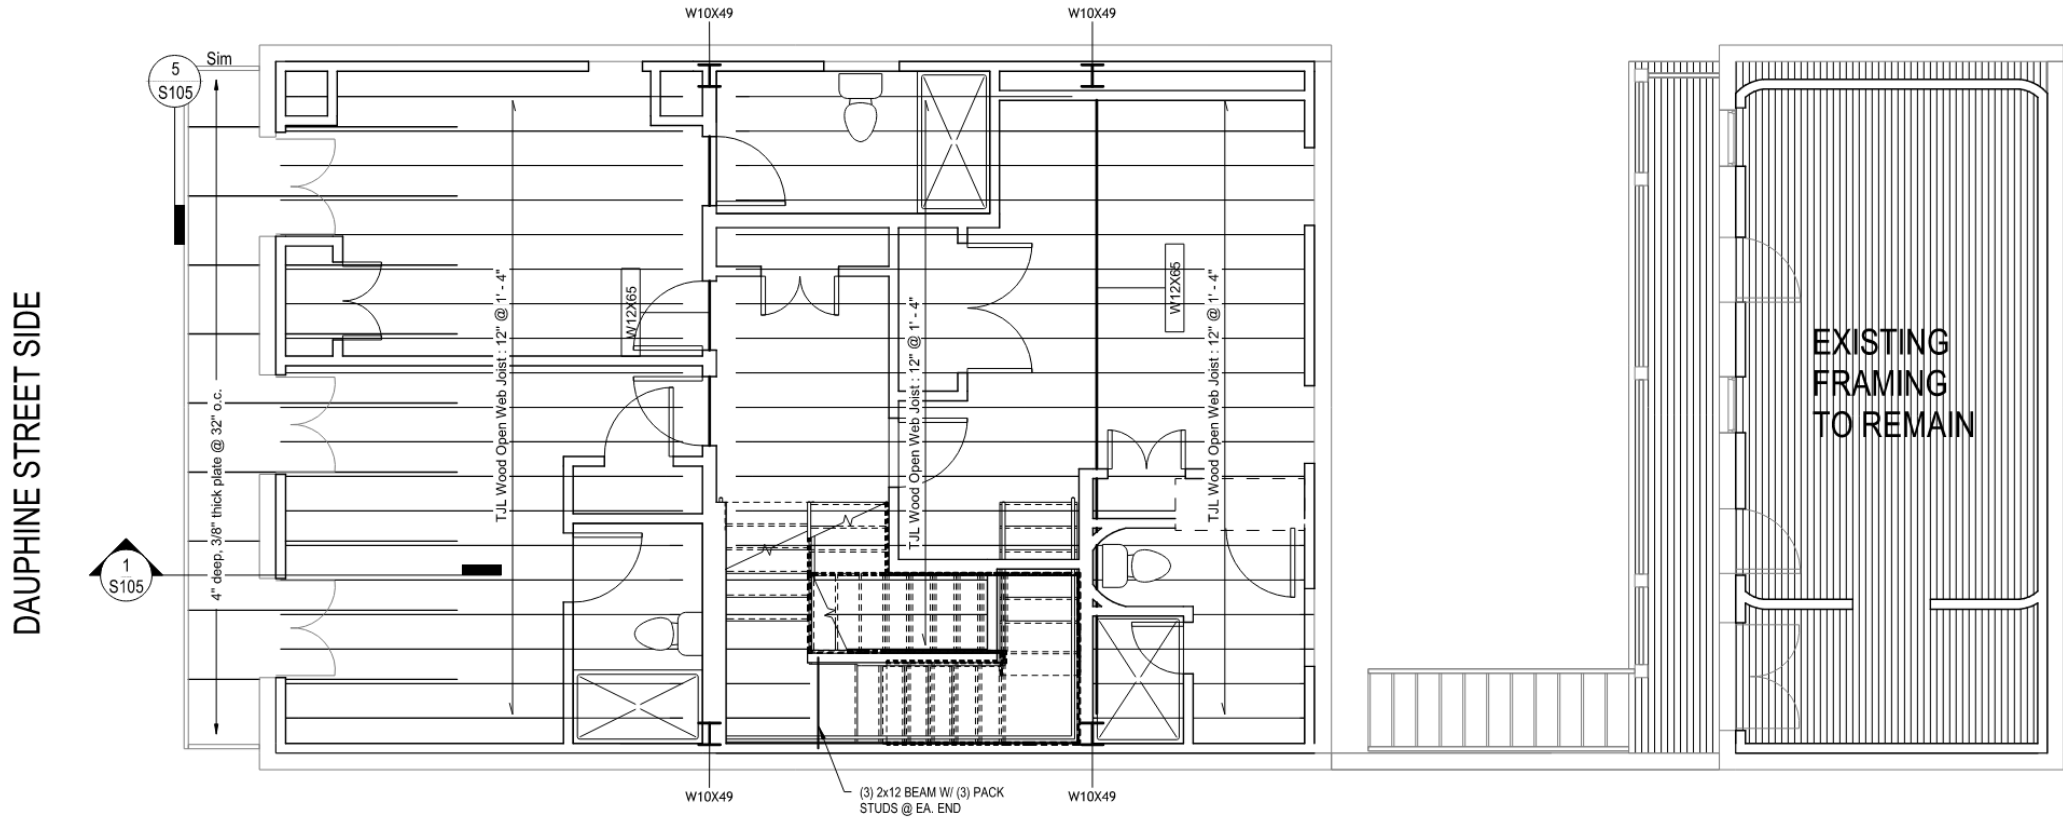 W10X49
W10X49
5
S105
Sim
DAUPHINE STREET SIDE
4" deep, 3/8" thick plate @ 32" o.c.
TJL Wood Open Web Joist : 12" @ 1' - 4"
W12X65
TJL Wood Open Web Joist : 12" @ 1' - 4"
W12X65
TJL Wood Open Web Joist : 12" @ 1' - 4"
EXISTING
FRAMING
TO REMAIN
1
S105
W10X49
(3) 2x12 BEAM W/ (3) PACK
STUDS @ EA. END
W10X49